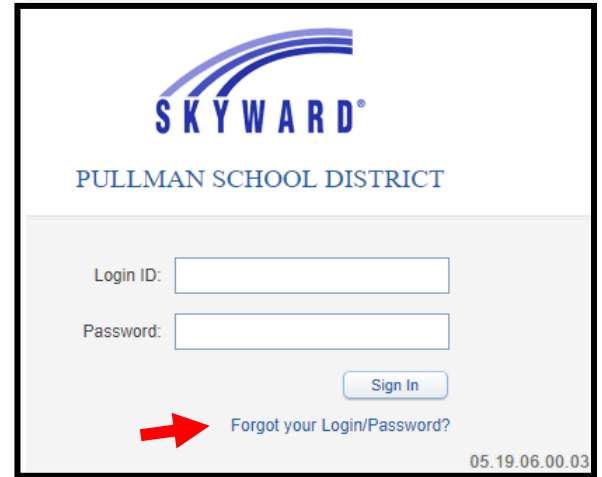 SKYWARD®
PULLMAN SCHOOL DISTRICT
Login ID:
Password:
Sign In
Forgot your Login/Password?
05.19.06.00.03